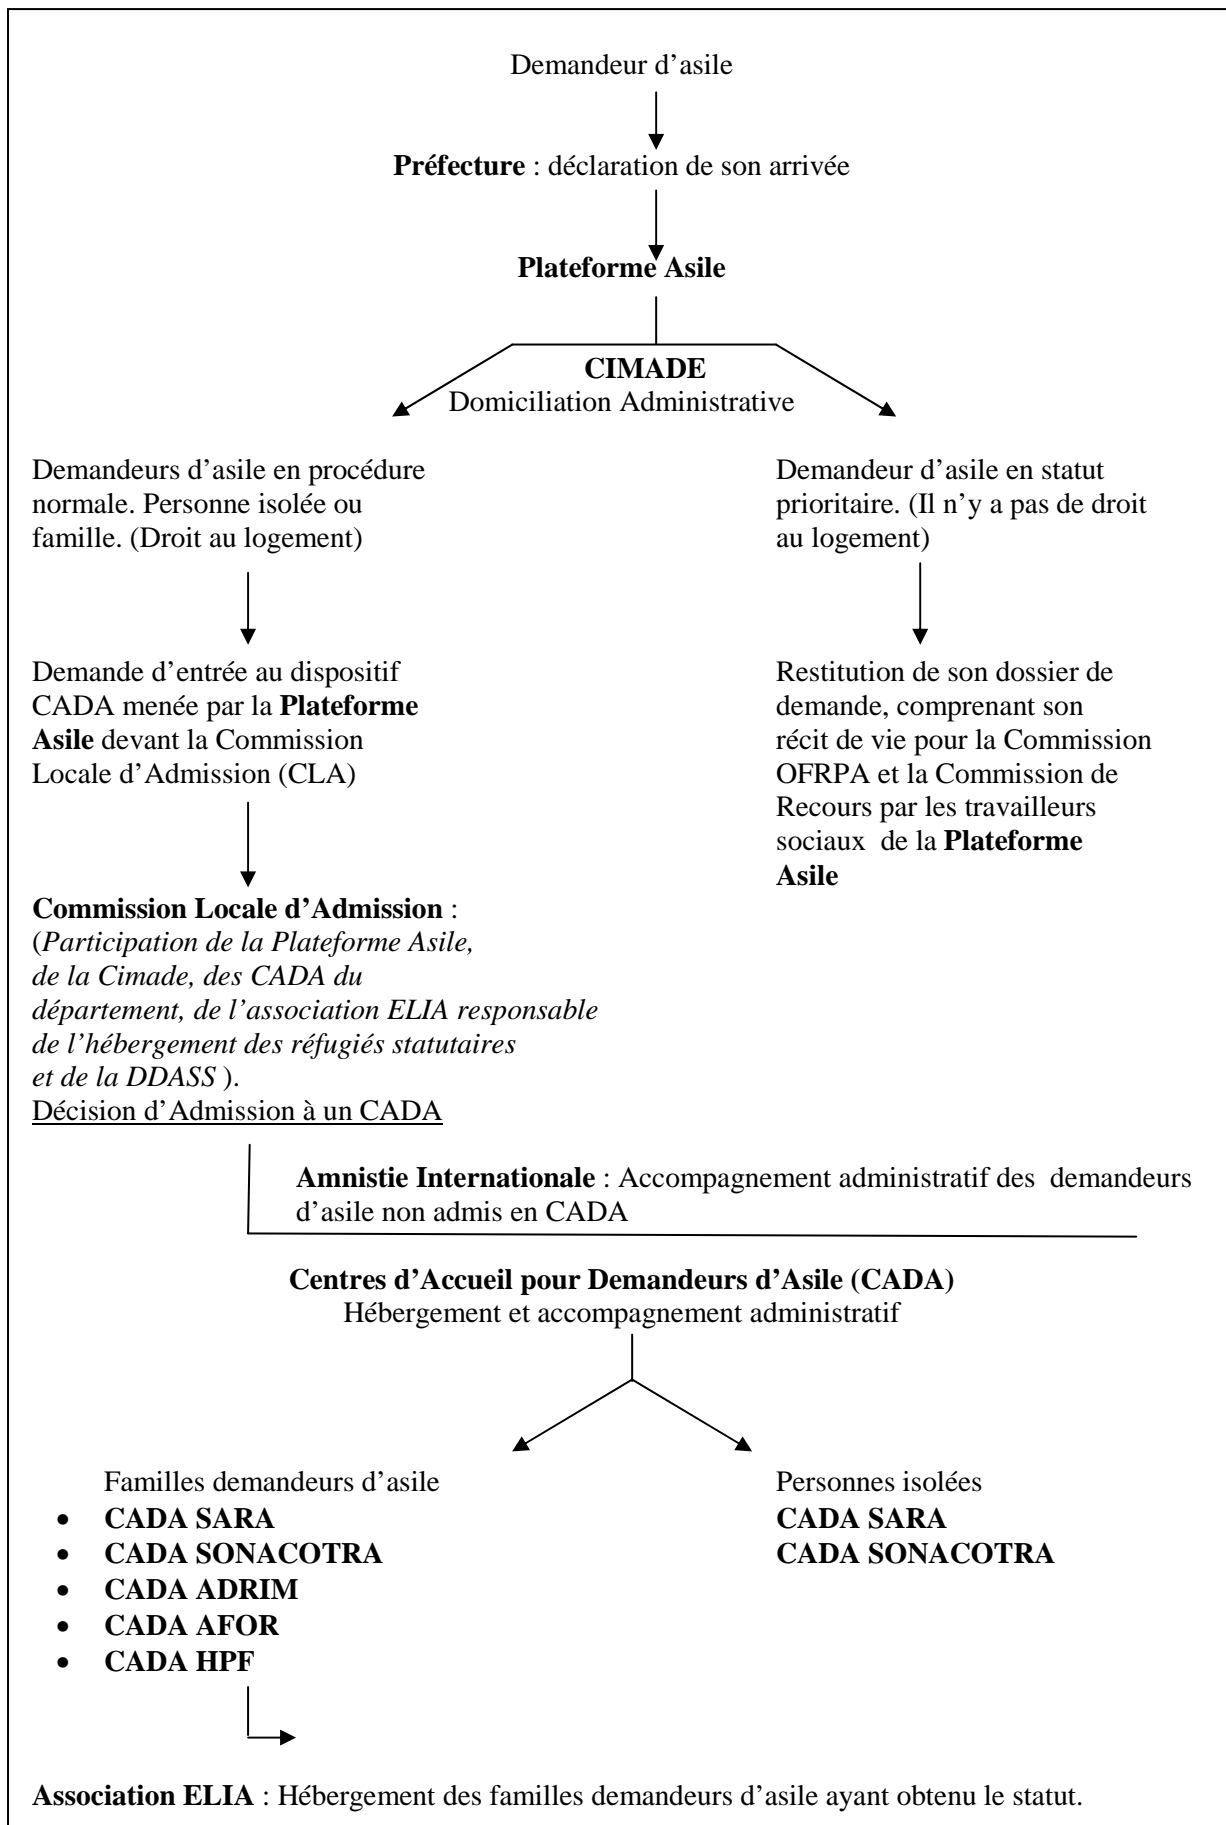 Demandeur d’asile
Préfecture : déclaration de son arrivée
Plateforme Asile
CIMADE
Domiciliation Administrative
Demandeurs d’asile en procédure
normale. Personne isolée ou
famille. (Droit au logement)
Demandeur d’asile en statut
prioritaire. (Il n’y a pas de droit
au logement)
Demande d’entrée au dispositif
CADA menée par la Plateforme
Asile devant la Commission
Locale d’Admission (CLA)
Restitution de son dossier de
demande, comprenant son
récit de vie pour la Commission
OFRPA et la Commission de
Recours par les travailleurs
sociaux de la Plateforme
Asile
Commission Locale d’Admission :
(Participation de la Plateforme Asile,
de la Cimade, des CADA du
département, de l’association ELIA responsable
de l’hébergement des réfugiés statutaires
et de la DDASS ).
Décision d’Admission à un CADA
Amnistie Internationale : Accompagnement administratif des demandeurs
d’asile non admis en CADA
Centres d’Accueil pour Demandeurs d’Asile (CADA)
Hébergement et accompagnement administratif
Familles demandeurs d’asile
• CADA SARA
• CADA SONACOTRA
• CADA ADRIM
• CADA AFOR
• CADA HPF
Personnes isolées
CADA SARA
CADA SONACOTRA
Association ELIA : Hébergement des familles demandeurs d’asile ayant obtenu le statut.